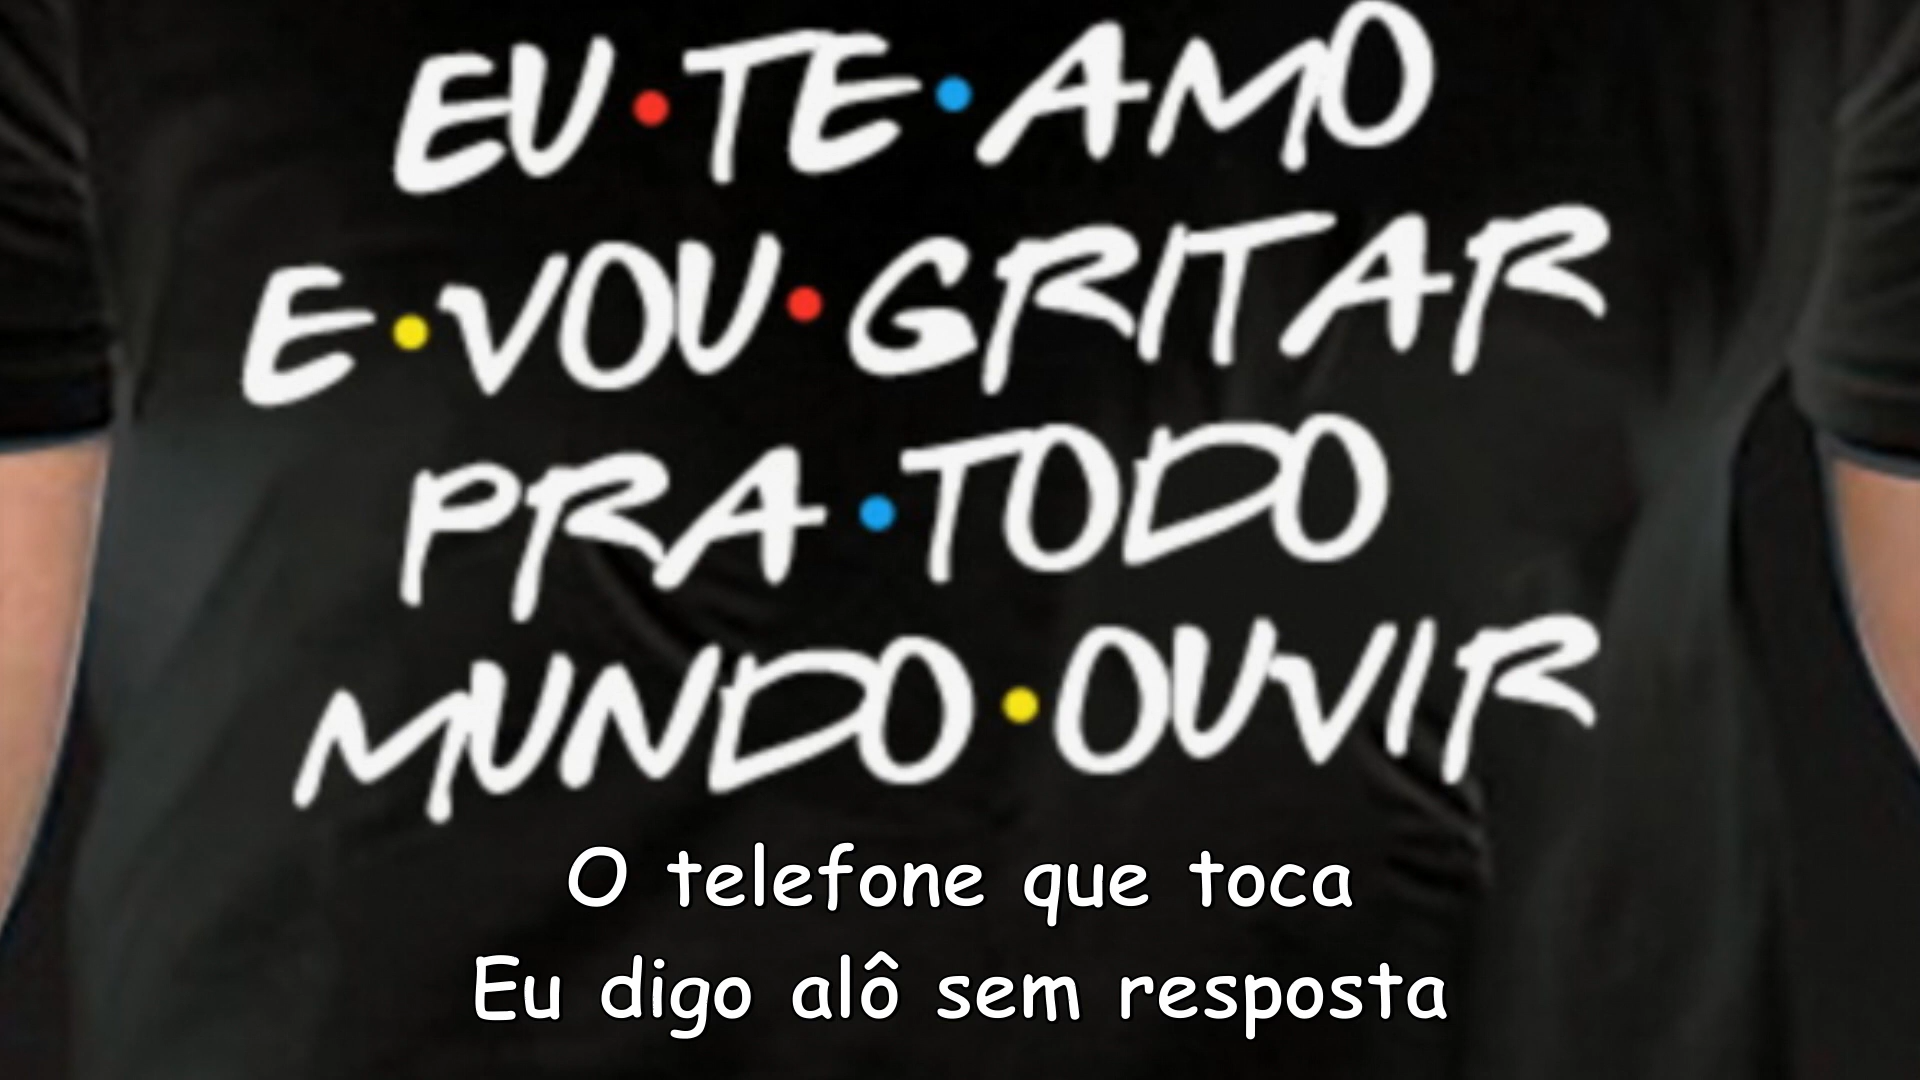 EU•TE•AMO
E•VOU•GRITAR
PRA•TODO
MUNDO•OUVIR
O telefone que toca
Eu digo alô sem resposta